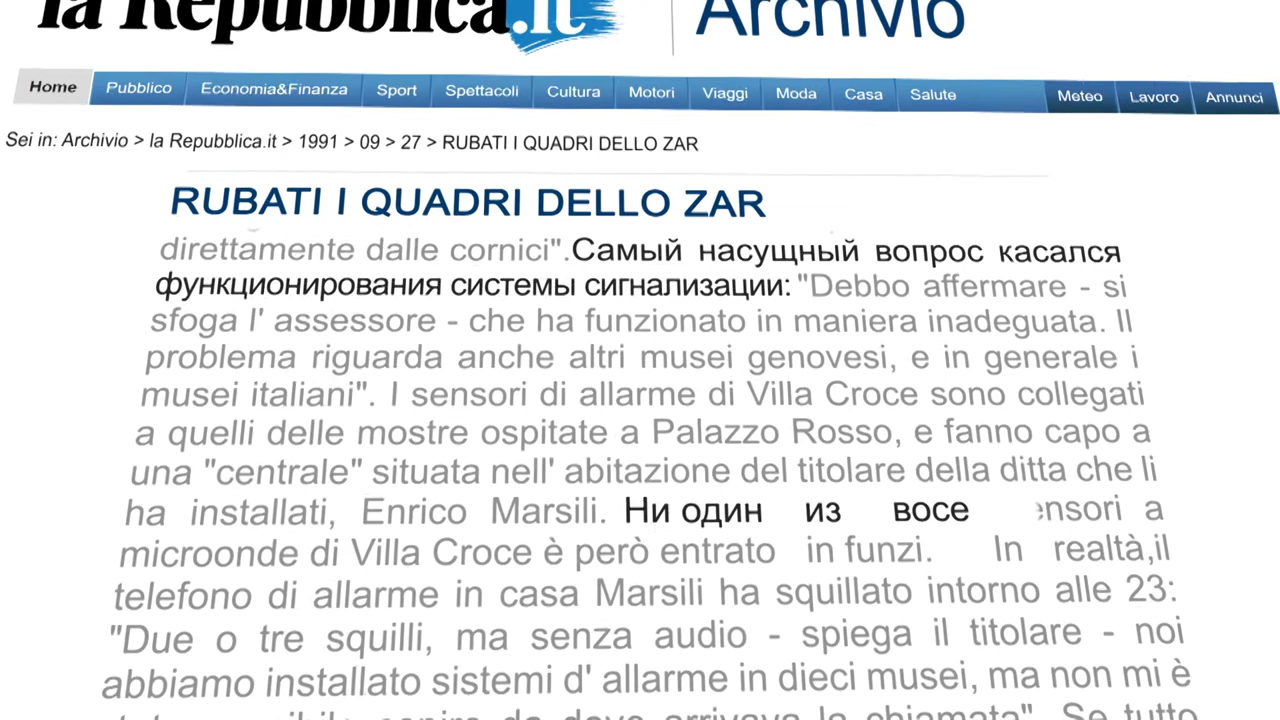 la Repubblica.it Archivio
Home Pubblico Economia&Finanza Sport Spettacoli Cultura Motori Viaggi Moda Casa Salute Meteo Lavoro Annunci
Sei in: Archivio > la Repubblica.it > 1991 > 09 > 27 > RUBATI I QUADRI DELLO ZAR
RUBATI I QUADRI DELLO ZAR
direttamente dalle cornici".Самый насущный вопрос касался
функционирования системы сигнализации: "Debbo affermare - si
sfoga l' assessore - che ha funzionato in maniera inadeguata. Il
problema riguarda anche altri musei genovesi, e in generale i
musei italiani". I sensori di allarme di Villa Croce sono collegati
a quelli delle mostre ospitate a Palazzo Rosso, e fanno capo a
una "centrale" situata nell' abitazione del titolare della ditta che li
ha installati, Enrico Marsili. Ни один из восе ensori a
microonde di Villa Croce è però entrato in funzi. In realtà,il
telefono di allarme in casa Marsili ha squillato intorno alle 23:
"Due o tre squilli, ma senza audio - spiega il titolare - noi
abbiamo installato sistemi d' allarme in dieci musei, ma non mi è
da dove arrivava la chiamata". Se tutto